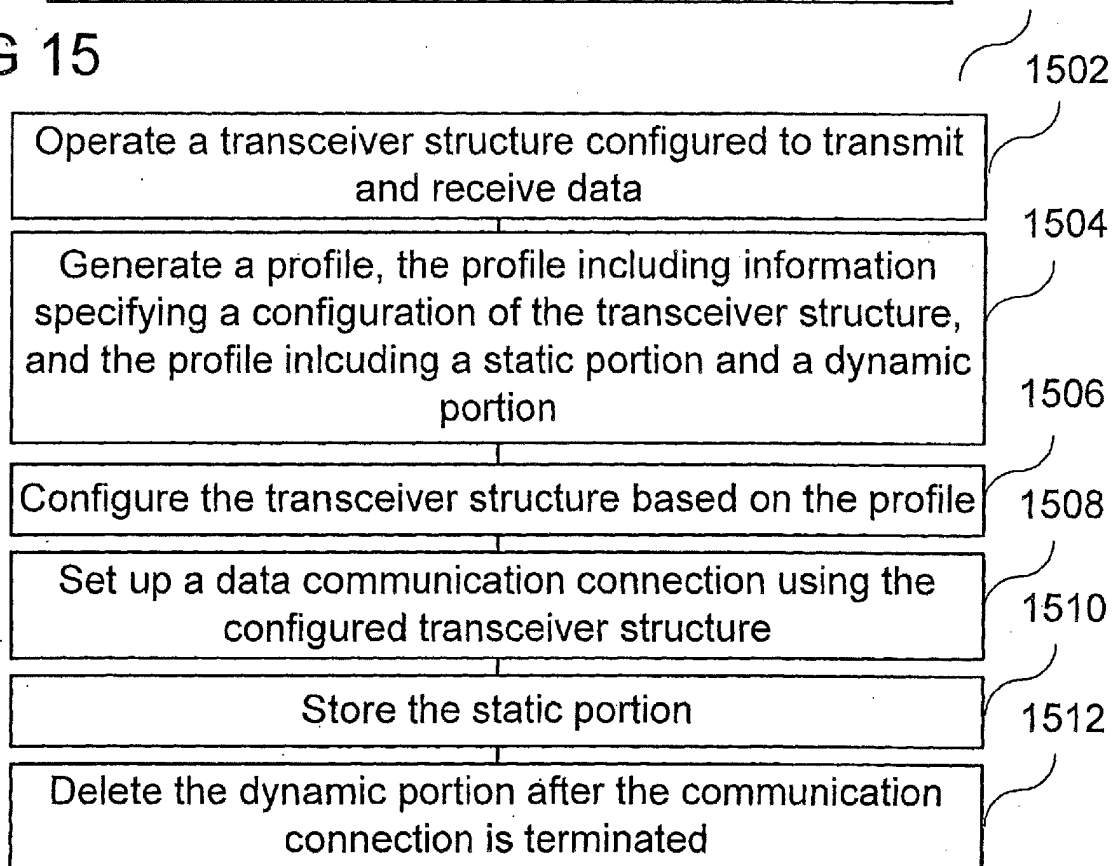 G 15
1502
Operate a transceiver structure configured to transmit
and receive data
1504
Generate a profile, the profile including information
specifying a configuration of the transceiver structure,
and the profile inlcuding a static portion and a dynamic
portion
1506
Configure the transceiver structure based on the profile
1508
Set up a data communication connection using the
configured transceiver structure
1510
Store the static portion
1512
Delete the dynamic portion after the communication
connection is terminated